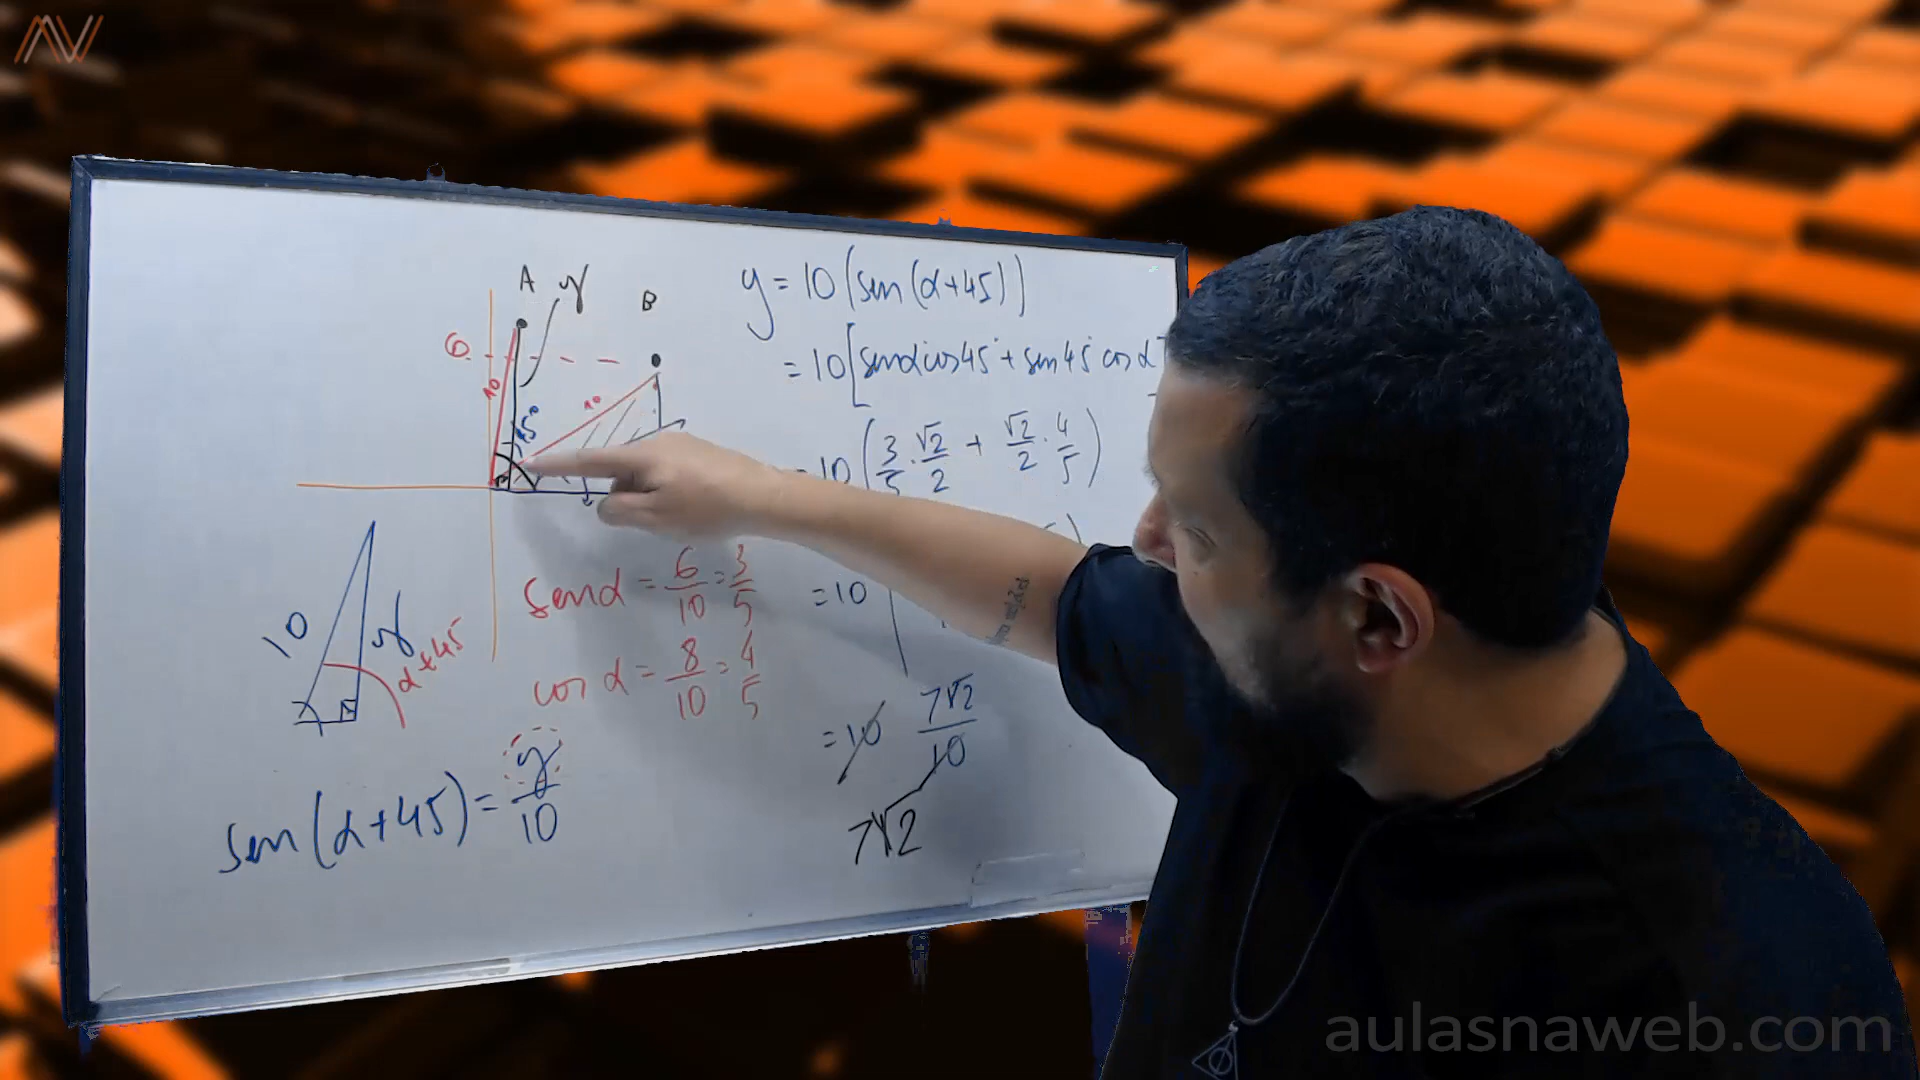 A y
B
6
10
45°
10
y = 10 (sen (α+45))
= 10 [senα cos 45° + sen 45° cos α
10 (3/5 . √2/2 + √2/2 . 4/5)
= 10
= 10 7√2/10
7√2
sen α = 6/10 = 3/5
cos α = 8/10 = 4/5
10
y
α+45
sen (α+45) = y/10
aulasnaweb.com